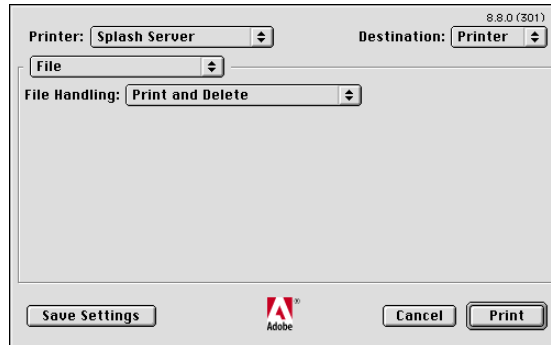 8.8.0 (301)
Printer: Splash Server Destination: Printer
File
File Handling: Print and Delete
Save Settings Adobe ® Cancel Print